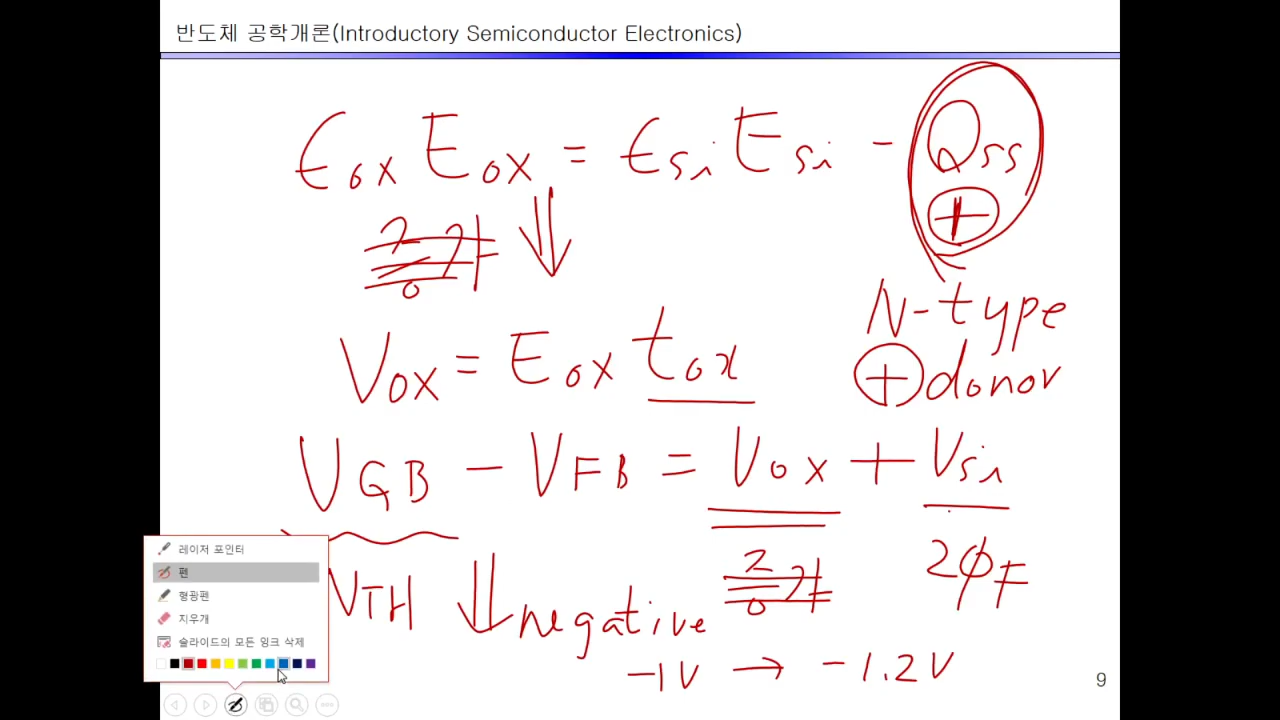 반도체 공학개론(Introductory Semiconductor Electronics)
ϵox Eox = ϵsi Esi - Qss
+
감소
N-type
Vox = Eox tox
+ donor
VGB - VFB = Vox + Vsi
감소
2ϕF
VTH
negative
-1V → -1.2V
레이저 포인터
펜
형광펜
지우개
슬라이드의 모든 잉크 삭제
9